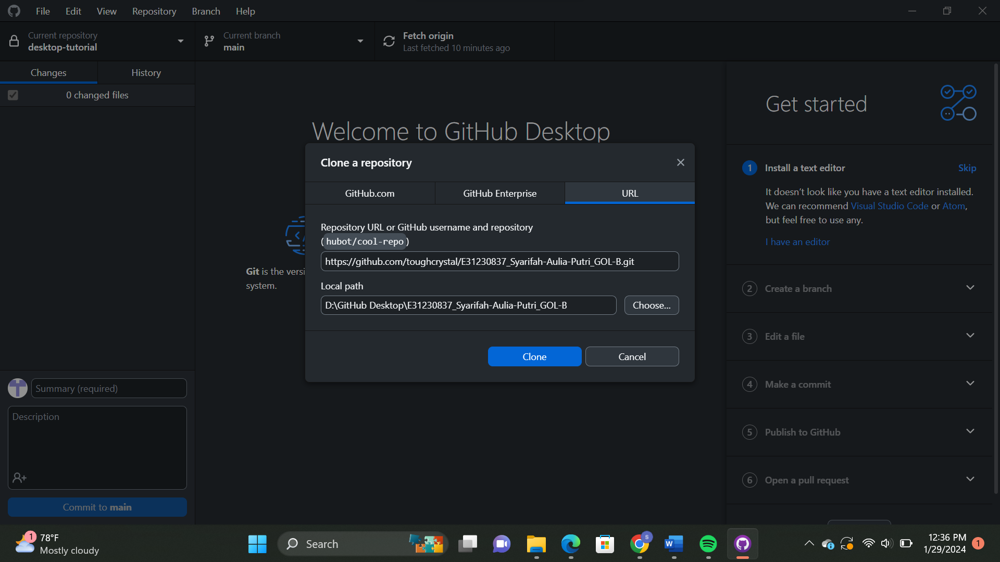 File Edit View Repository Branch Help
Current repository
desktop-tutorial
Current branch
main
Fetch origin
Last fetched 10 minutes ago
Changes History
0 changed files
Welcome to GitHub Desktop
Git is the versi
system.
Clone a repository
GitHub.com GitHub Enterprise URL
Repository URL or GitHub username and repository
(hubot/cool-repo)
https://github.com/toughcrystal/E31230837_Syarifah-Aulia-Putri_GOL-B.git
Local path
D:\GitHub Desktop\E31230837_Syarifah-Aulia-Putri_GOL-B
Choose...
Clone Cancel
Get started
1 Install a text editor Skip
It doesn't look like you have a text editor installed.
We can recommend Visual Studio Code or Atom,
but feel free to use any.
I have an editor
2 Create a branch
3 Edit a file
4 Make a commit
5 Publish to GitHub
6 Open a pull request
Summary (required)
Description
Commit to main
1
78°F
Mostly cloudy
Search
S
W
12:36 PM
1/29/2024
1